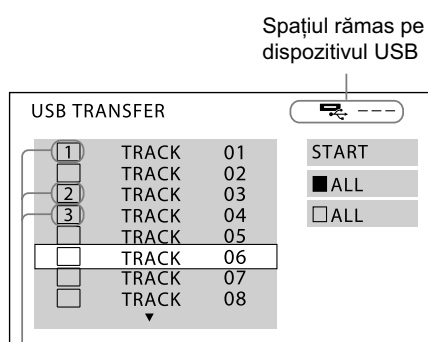 Spațiul rămas pe
dispozitivul USB
USB TRANSFER
---
1 TRACK 01
TRACK 02
2 TRACK 03
3 TRACK 04
TRACK 05
TRACK 06
TRACK 07
TRACK 08
START
ALL
ALL